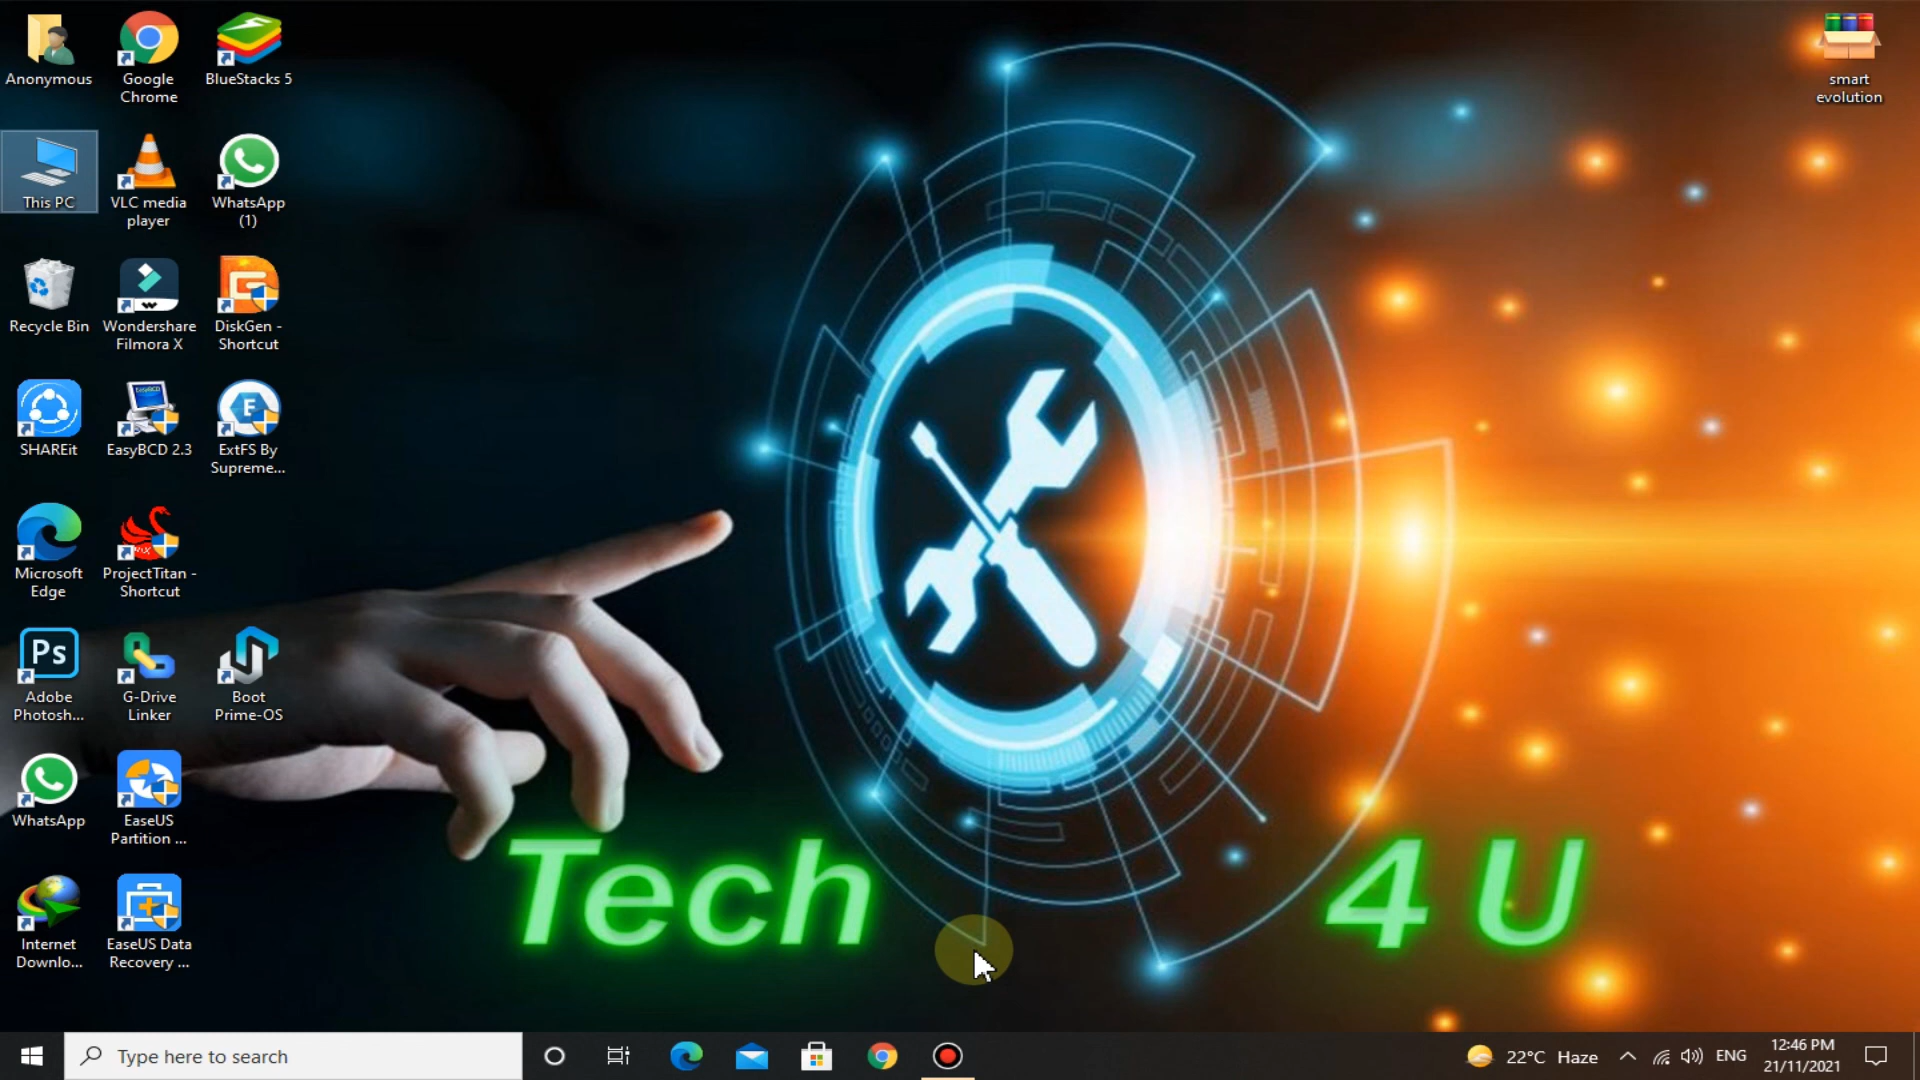 Anonymous
Google
Chrome
BlueStacks 5
smart
evolution
This PC
VLC media
player
WhatsApp
(1)
Recycle Bin
Wondershare
Filmora X
DiskGen -
Shortcut
SHAREit
EasyBCD 2.3
ExtFS By
Supreme...
Microsoft
Edge
ProjectTitan -
Shortcut
Ps
Adobe
Photosh...
G-Drive
Linker
Boot
Prime-OS
WhatsApp
EaseUS
Partition ...
Internet
Downlo...
EaseUS Data
Recovery ...
Tech 4 U
Type here to search
22°C Haze
ENG
12:46 PM
21/11/2021